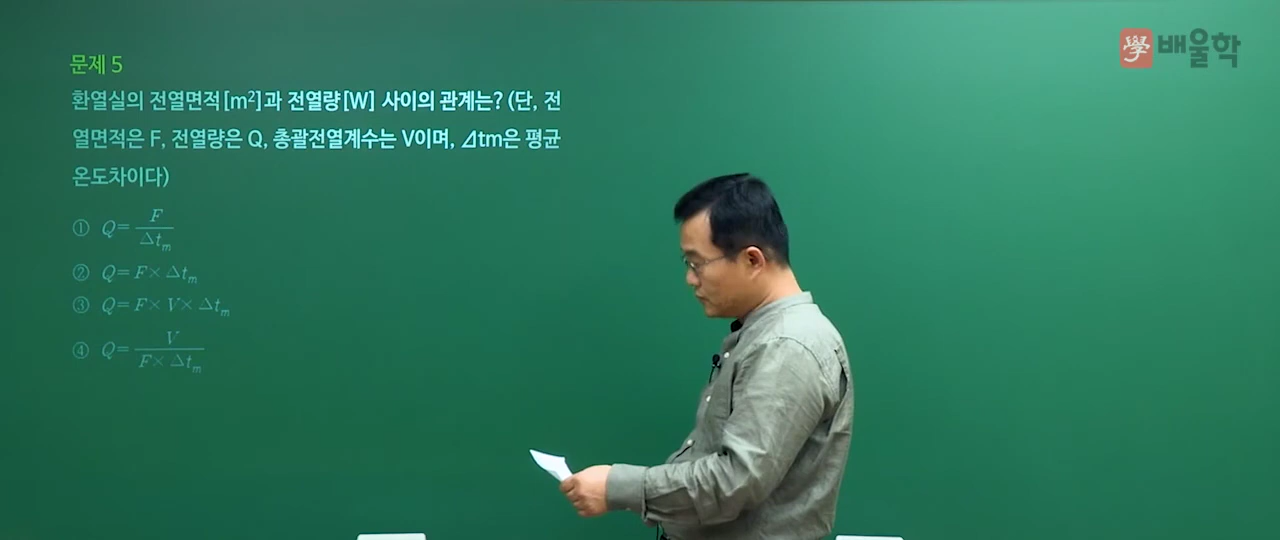 學 배울학
문제 5
환열실의 전열면적[m²]과 전열량[W] 사이의 관계는? (단, 전
열면적은 F, 전열량은 Q, 총괄전열계수는 V이며, ⊿tm은 평균
온도차이다)
① Q = F / Δt_m
② Q = F × Δt_m
③ Q = F × V × Δt_m
④ Q = V / (F × Δt_m)